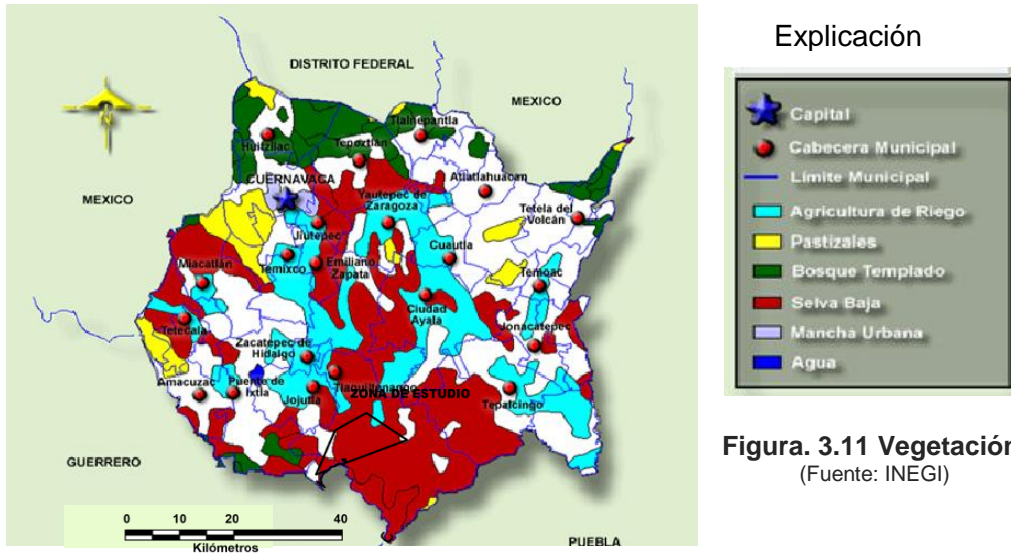 DISTRITO FEDERAL
MEXICO
Tlalnepantla
Huitzilac
Tepoztlán
CUERNAVACA
Atlatlahuacan
MEXICO
Yautepec de
Zaragoza
Tetela del
Volcán
Jiutepec
Cuautla
Miacatlán
Temixco
Emiliano
Zapata
Temoac
Ciudad
Ayala
Tetecala
Jonacatepec
Zacatepec de
Hidalgo
Amacuzac
Puente de
Ixtla
Tlaquiltenango
ZONA DE ESTUDIO
Jojutla
Tepalcingo
GUERRERO
0 10 20 40
Kilómetros
PUEBLA
N
Explicación
Capital
Cabecera Municipal
Límite Municipal
Agricultura de Riego
Pastizales
Bosque Templado
Selva Baja
Mancha Urbana
Agua
Figura. 3.11 Vegetación
(Fuente: INEGI)